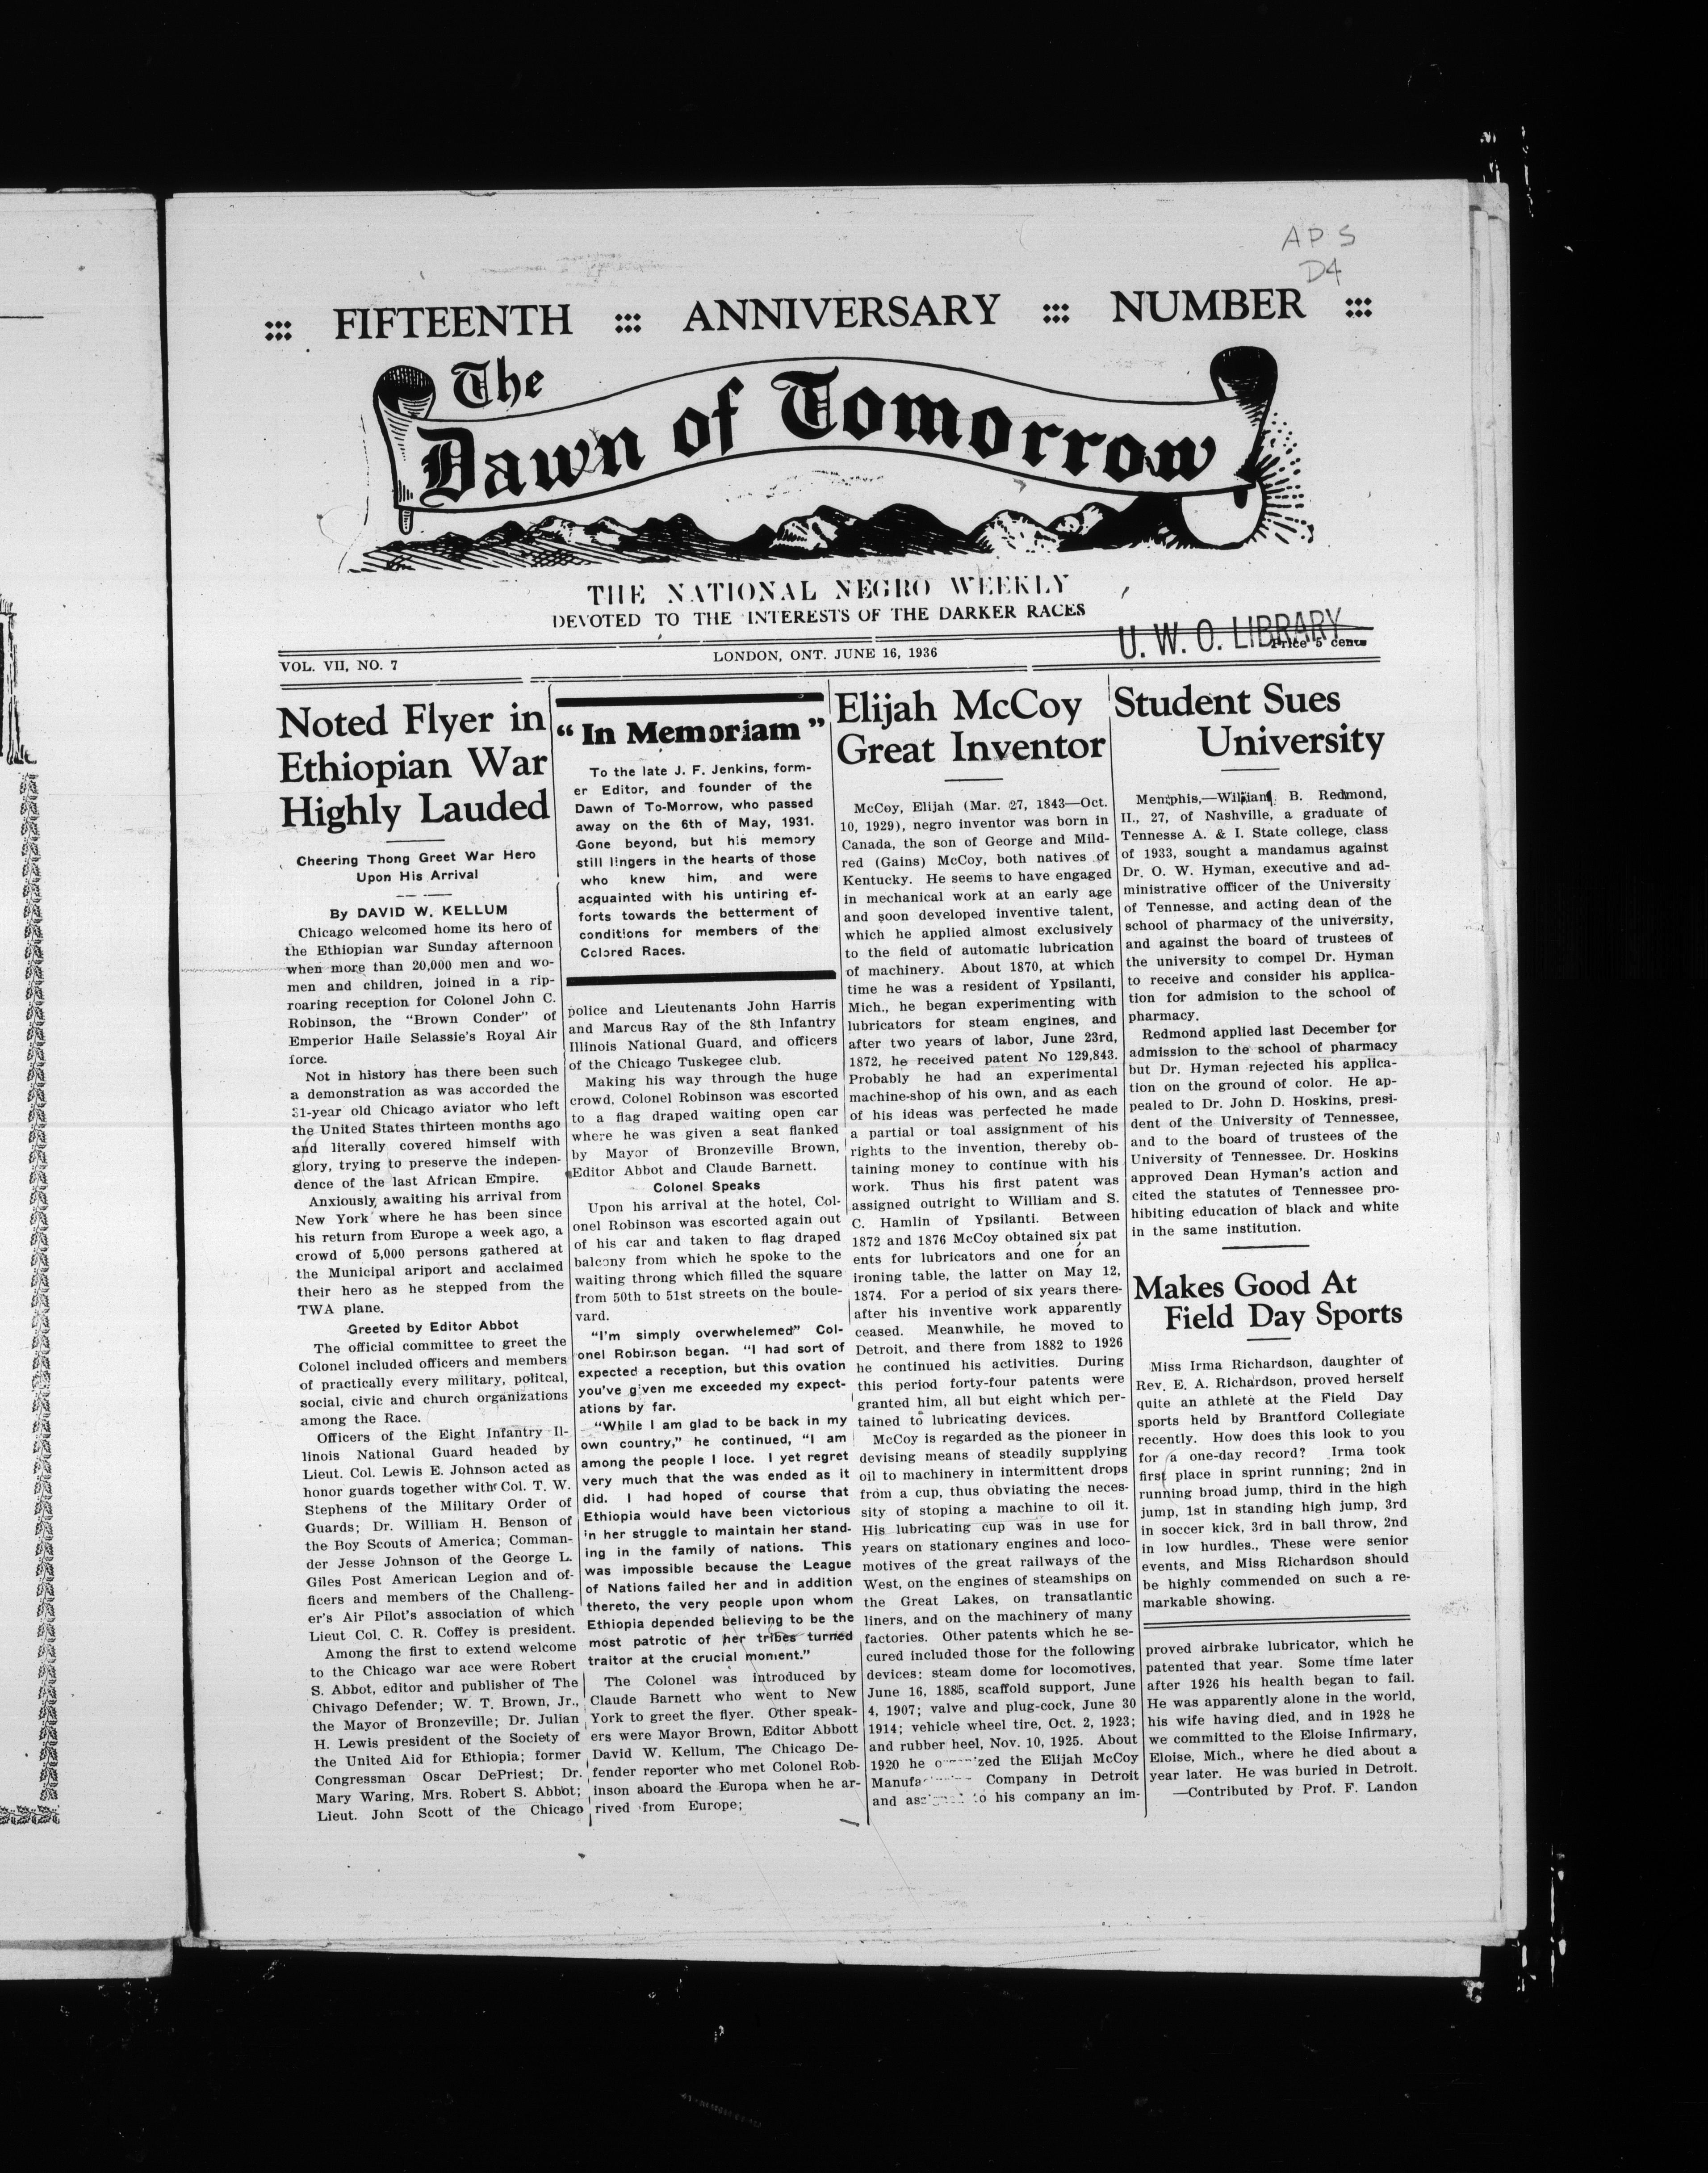 APS
D4
FIFTEENTH ANNIVERSARY NUMBER
The
Dawn of Tomorrow
THE NATIONAL NEGRO WEEKLY
DEVOTED TO THE INTERESTS OF THE DARKER RACES
U. W. O. LIBRARY
VOL. VII, NO. 7
LONDON, ONT. JUNE 16, 1936
Price 5 cents
Noted Flyer in
Ethiopian War
Highly Lauded
Cheering Thong Greet War Hero
Upon His Arrival
By DAVID W. KELLUM
Chicago welcomed home its hero of
the Ethiopian war Sunday afternoon
when more than 20,000 men and wo-
men and children, joined in a rip-
roaring reception for Colonel John C.
Robinson, the "Brown Conder" of
Emperior Haile Selassie's Royal Air
force.
Not in history has there been such
a demonstration as was accorded the
31-year old Chicago aviator who left
the United States thirteen months ago
and literally covered himself with
glory, trying to preserve the indepen-
dence of the last African Empire.
Anxiously awaiting his arrival from
New York where he has been since
his return from Europe a week ago, a
crowd of 5,000 persons gathered at
the Municipal ariport and acclaimed
their hero as he stepped from the
TWA plane.
Greeted by Editor Abbot
The official committee to greet the
Colonel included officers and members
of practically every military, politcal,
social, civic and church organizations
among the Race.
Officers of the Eight Infantry Il-
linois National Guard headed by
Lieut. Col. Lewis E. Johnson acted as
honor guards together with Col. T. W.
Stephens of the Military Order of
Guards; Dr. William H. Benson of
the Boy Scouts of America; Comman-
der Jesse Johnson of the George L.
Giles Post American Legion and of-
ficers and members of the Challeng-
er's Air Pilot's association of which
Lieut Col. C. R. Coffey is president.
Among the first to extend welcome
to the Chicago war ace were Robert
S. Abbot, editor and publisher of The
Chivago Defender; W. T. Brown, Jr.,
the Mayor of Bronzeville; Dr. Julian
H. Lewis president of the Society of
the United Aid for Ethiopia; former
Congressman Oscar DePriest; Dr.
Mary Waring, Mrs. Robert S. Abbot;
Lieut. John Scott of the Chicago
"In Memoriam"
To the late J. F. Jenkins, form-
er Editor, and founder of the
Dawn of To-Morrow, who passed
away on the 6th of May, 1931.
Gone beyond, but his memory
still lingers in the hearts of those
who knew him, and were
acquainted with his untiring ef-
forts towards the betterment of
conditions for members of the
Colored Races.
police and Lieutenants John Harris
and Marcus Ray of the 8th Infantry
Illinois National Guard, and officers
of the Chicago Tuskegee club.
Making his way through the huge
crowd, Colonel Robinson was escorted
to a flag draped waiting open car
where he was given a seat flanked
by Mayor of Bronzeville Brown,
Editor Abbot and Claude Barnett.
Colonel Speaks
Upon his arrival at the hotel, Col-
onel Robinson was escorted again out
of his car and taken to flag draped
balcony from which he spoke to the
waiting throng which filled the square
from 50th to 51st streets on the boule-
vard.
"I'm simply overwhelemed" Col-
onel Robinson began. "I had sort of
expected a reception, but this ovation
you've given me exceeded my expect-
ations by far.
"While I am glad to be back in my
own country," he continued, "I am
among the people I loce. I yet regret
very much that the was ended as it
did. I had hoped of course that
Ethiopia would have been victorious
in her struggle to maintain her stand-
ing in the family of nations. This
was impossible because the League
of Nations failed her and in addition
thereto, the very people upon whom
Ethiopia depended believing to be the
most patrotic of her tribes turned
traitor at the crucial moment."
The Colonel was introduced by
Claude Barnett who went to New
York to greet the flyer. Other speak-
ers were Mayor Brown, Editor Abbott
David W. Kellum, The Chicago De-
fender reporter who met Colonel Rob-
inson aboard the Europa when he ar-
rived from Europe;
Elijah McCoy
Great Inventor
McCoy, Elijah (Mar. 27, 1843—Oct.
10, 1929), negro inventor was born in
Canada, the son of George and Mild-
red (Gains) McCoy, both natives of
Kentucky. He seems to have engaged
in mechanical work at an early age
and soon developed inventive talent,
which he applied almost exclusively
to the field of automatic lubrication
of machinery. About 1870, at which
time he was a resident of Ypsilanti,
Mich., he began experimenting with
lubricators for steam engines, and
after two years of labor, June 23rd,
1872, he received patent No 129,843.
Probably he had an experimental
machine-shop of his own, and as each
of his ideas was perfected he made
a partial or toal assignment of his
rights to the invention, thereby ob-
taining money to continue with his
work. Thus his first patent was
assigned outright to William and S.
C. Hamlin of Ypsilanti. Between
1872 and 1876 McCoy obtained six pat
ents for lubricators and one for an
ironing table, the latter on May 12,
1874. For a period of six years there-
after his inventive work apparently
ceased. Meanwhile, he moved to
Detroit, and there from 1882 to 1926
he continued his activities. During
this period forty-four patents were
granted him, all but eight which per-
tained to lubricating devices.
McCoy is regarded as the pioneer in
devising means of steadily supplying
oil to machinery in intermittent drops
from a cup, thus obviating the neces-
sity of stoping a machine to oil it.
His lubricating cup was in use for
years on stationary engines and loco-
motives of the great railways of the
West, on the engines of steamships on
the Great Lakes, on transatlantic
liners, and on the machinery of many
factories. Other patents which he se-
cured included those for the following
devices: steam dome for locomotives,
June 16, 1885, scaffold support, June
4, 1907; valve and plug-cock, June 30
1914; vehicle wheel tire, Oct. 2, 1923;
and rubber heel, Nov. 10, 1925. About
1920 he the Elijah McCoy
Company in Detroit
and to his company an im-
Student Sues
University
Memphis,—William B. Redmond,
II., 27, of Nashville, a graduate of
Tennesse A. & I. State college, class
of 1933, sought a mandamus against
Dr. O. W. Hyman, executive and ad-
ministrative officer of the University
of Tennesse, and acting dean of the
school of pharmacy of the university,
and against the board of trustees of
the university to compel Dr. Hyman
to receive and consider his applica-
tion for admision to the school of
pharmacy.
Redmond applied last December for
admission to the school of pharmacy
but Dr. Hyman rejected his applica-
tion on the ground of color. He ap-
pealed to Dr. John D. Hoskins, presi-
dent of the University of Tennessee,
and to the board of trustees of the
University of Tennessee. Dr. Hoskins
approved Dean Hyman's action and
cited the statutes of Tennessee pro-
hibiting education of black and white
in the same institution.
Makes Good At
Field Day Sports
Miss Irma Richardson, daughter of
Rev. E. A. Richardson, proved herself
quite an athlete at the Field Day
sports held by Brantford Collegiate
recently. How does this look to you
for a one-day record? Irma took
first place in sprint running; 2nd in
running broad jump, third in the high
jump, 1st in standing high jump, 3rd
in soccer kick, 3rd in ball throw, 2nd
in low hurdles., These were senior
events, and Miss Richardson should
be highly commended on such a re-
markable showing.
proved airbrake lubricator, which he
patented that year. Some time later
after 1926 his health began to fail.
He was apparently alone in the world,
his wife having died, and in 1928 he
we committed to the Eloise Infirmary,
Eloise, Mich., where he died about a
year later. He was buried in Detroit.
—Contributed by Prof. F. Landon